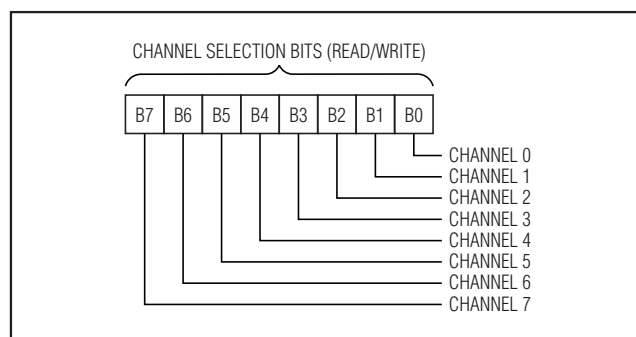 CHANNEL SELECTION BITS (READ/WRITE)
B7 B6 B5 B4 B3 B2 B1 B0
CHANNEL 0
CHANNEL 1
CHANNEL 2
CHANNEL 3
CHANNEL 4
CHANNEL 5
CHANNEL 6
CHANNEL 7